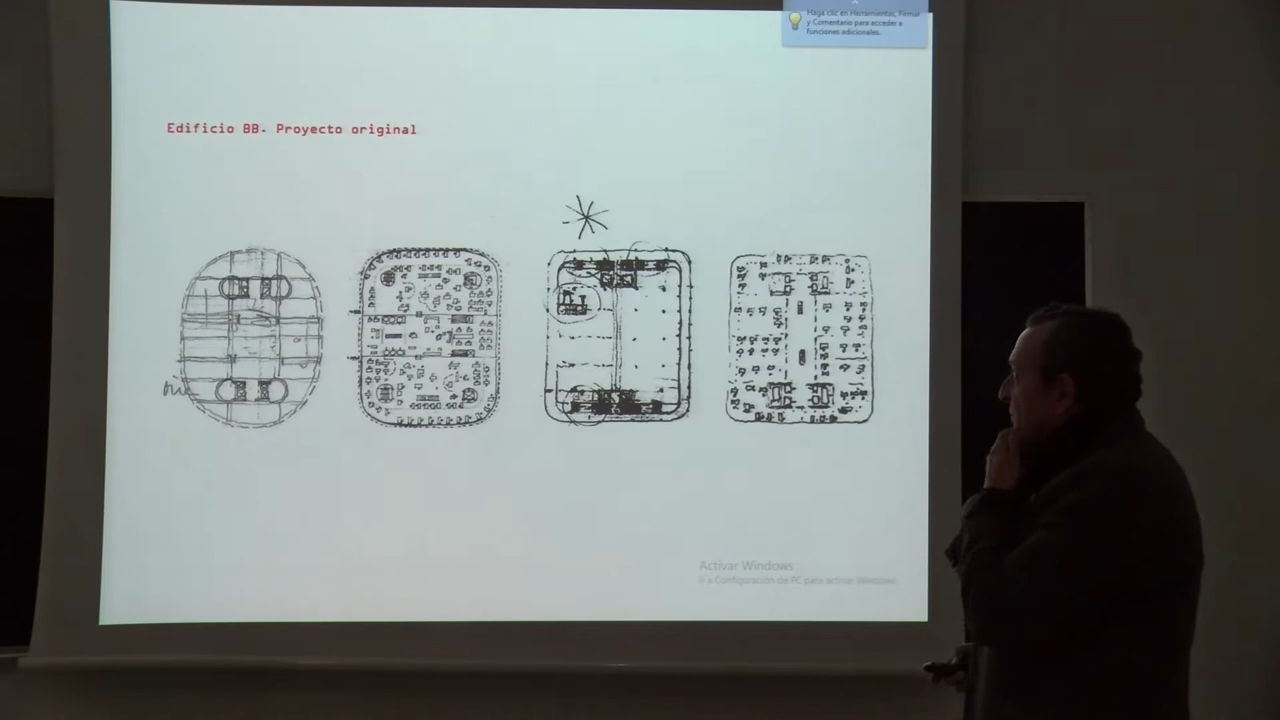 Haga clic en Herramientas, Firmar
y Comentario para acceder a
funciones adicionales.
Edificio BB. Proyecto original
Activar Windows
Ir a Configuración de PC para activar Windows.